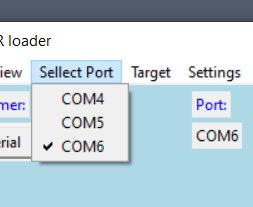 R loader
iew Sellect Port Target Settings
mer: COM4 Port:
COM5
rial COM6 COM6